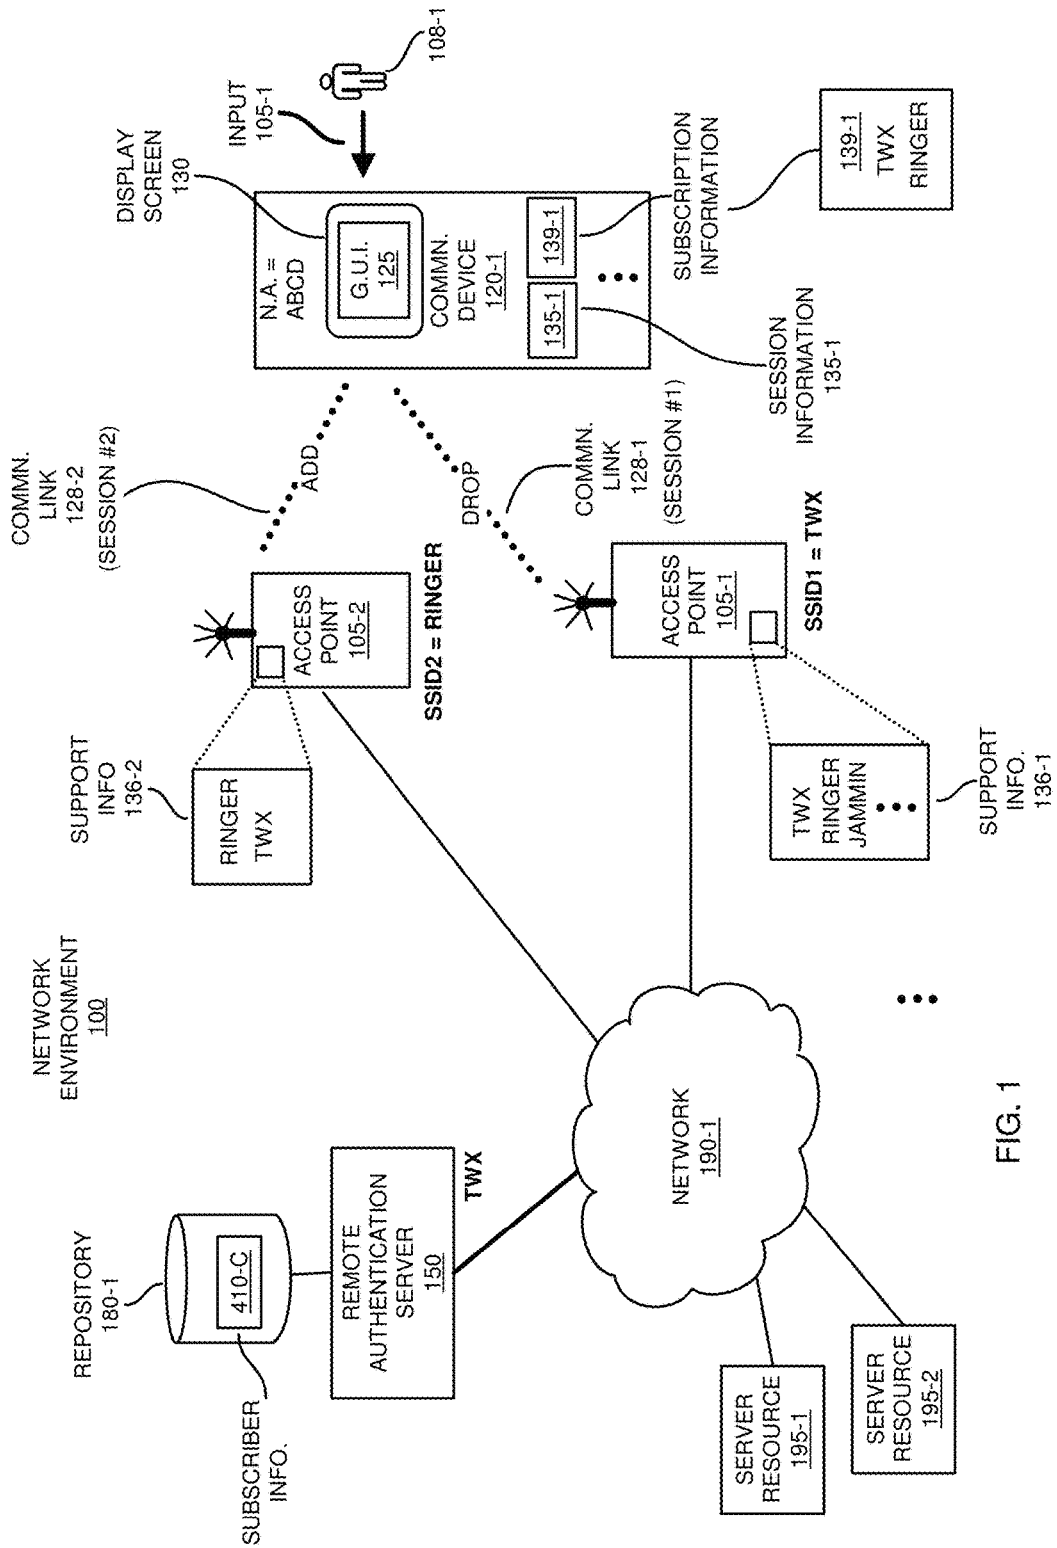 NETWORK
ENVIRONMENT
100
REPOSITORY
180-1
410-C
SUBSCRIBER
INFO.
REMOTE
AUTHENTICATION
SERVER
150
TWX
SUPPORT
INFO
136-2
RINGER
TWX
ACCESS
POINT
105-2
SSID2 = RINGER
COMMN.
LINK
128-2
(SESSION #2)
ADD
DROP
COMMN.
LINK
128-1
(SESSION #1)
DISPLAY
SCREEN
130
INPUT
105-1
108-1
N.A. =
ABCD
G.U.I.
125
COMMN.
DEVICE
120-1
135-1
139-1
SUBSCRIPTION
INFORMATION
139-1
TWX
RINGER
SESSION
INFORMATION
135-1
ACCESS
POINT
105-1
SSID1 = TWX
TWX
RINGER
JAMMIN
SUPPORT
INFO.
136-1
NETWORK
190-1
SERVER
RESOURCE
195-1
SERVER
RESOURCE
195-2
FIG. 1